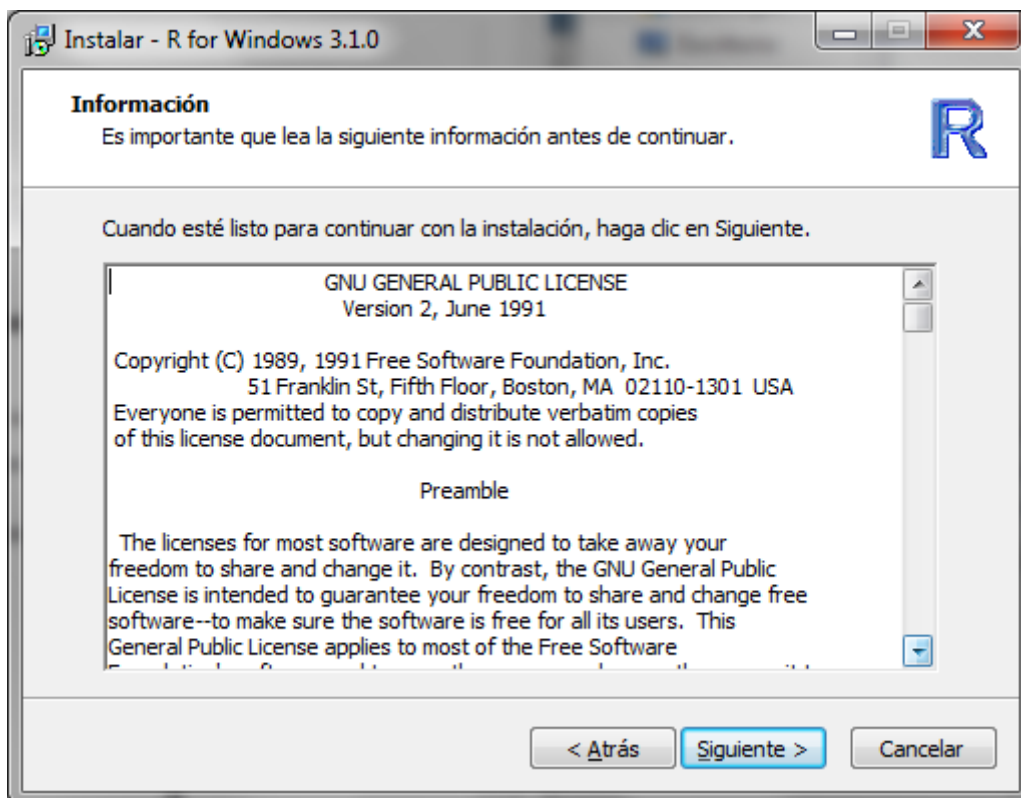 Instalar - R for Windows 3.1.0
Información
Es importante que lea la siguiente información antes de continuar.
R
Cuando esté listo para continuar con la instalación, haga clic en Siguiente.
GNU GENERAL PUBLIC LICENSE
Version 2, June 1991
Copyright (C) 1989, 1991 Free Software Foundation, Inc.
51 Franklin St, Fifth Floor, Boston, MA 02110-1301 USA
Everyone is permitted to copy and distribute verbatim copies
of this license document, but changing it is not allowed.
Preamble
The licenses for most software are designed to take away your
freedom to share and change it. By contrast, the GNU General Public
License is intended to guarantee your freedom to share and change free
software--to make sure the software is free for all its users. This
General Public License applies to most of the Free Software
< Atrás
Siguiente >
Cancelar